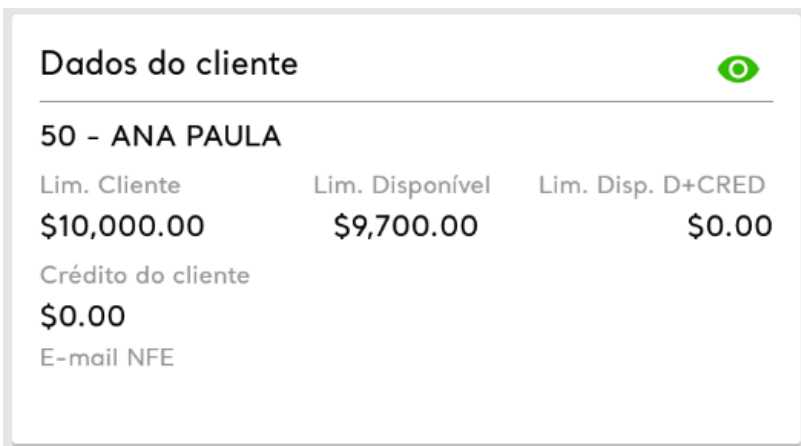 Dados do cliente
50 - ANA PAULA
Lim. Cliente Lim. Disponível Lim. Disp. D+CRED
$10,000.00 $9,700.00 $0.00
Crédito do cliente
$0.00
E-mail NFE